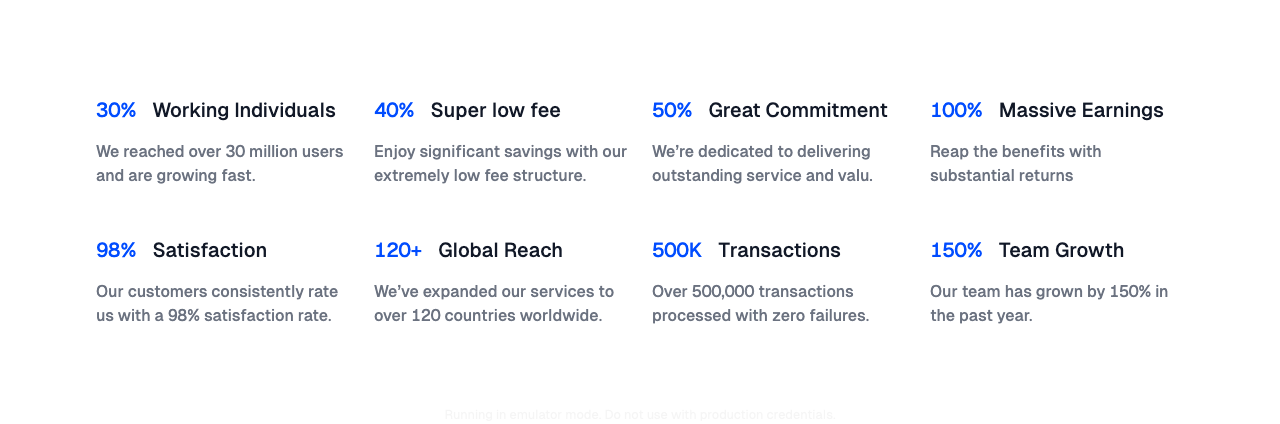 30% Working Individuals
We reached over 30 million users
and are growing fast.
40% Super low fee
Enjoy significant savings with our
extremely low fee structure.
50% Great Commitment
We’re dedicated to delivering
outstanding service and valu.
100% Massive Earnings
Reap the benefits with
substantial returns
98% Satisfaction
Our customers consistently rate
us with a 98% satisfaction rate.
120+ Global Reach
We’ve expanded our services to
over 120 countries worldwide.
500K Transactions
Over 500,000 transactions
processed with zero failures.
150% Team Growth
Our team has grown by 150% in
the past year.
Running in emulator mode. Do not use with production credentials.